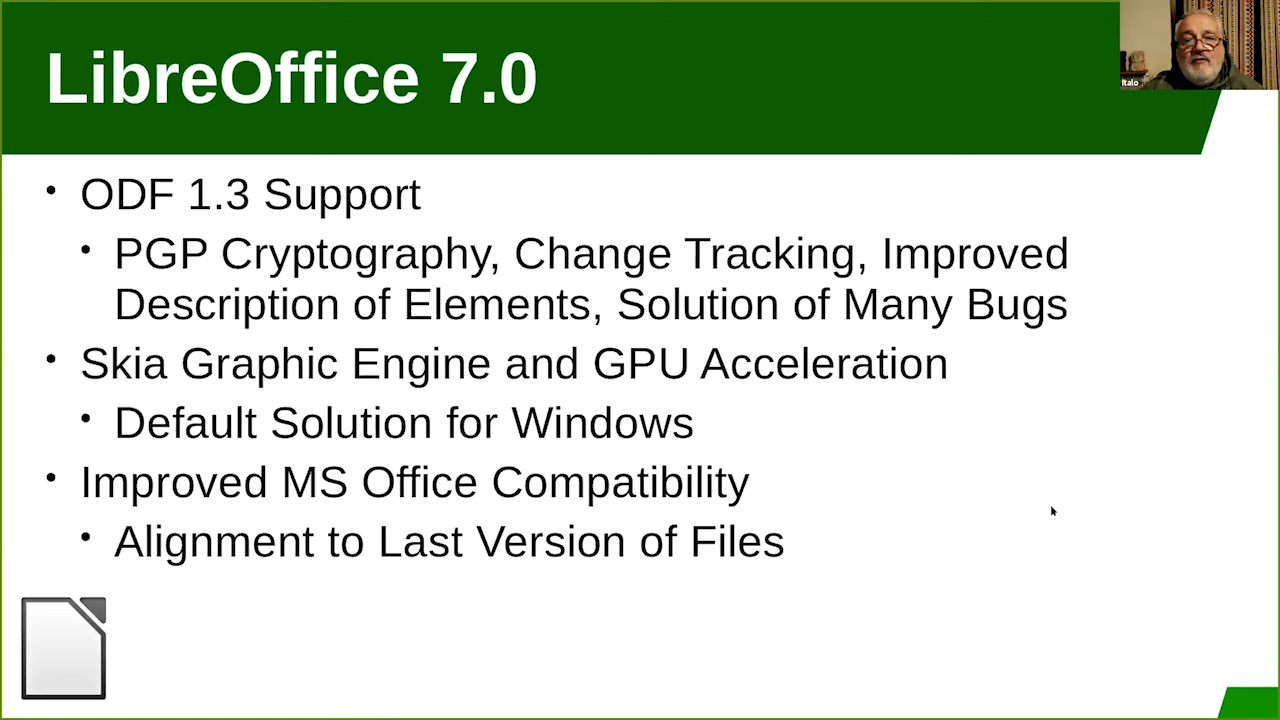 LibreOffice 7.0
Italo
• ODF 1.3 Support
• PGP Cryptography, Change Tracking, Improved
Description of Elements, Solution of Many Bugs
• Skia Graphic Engine and GPU Acceleration
• Default Solution for Windows
• Improved MS Office Compatibility
• Alignment to Last Version of Files